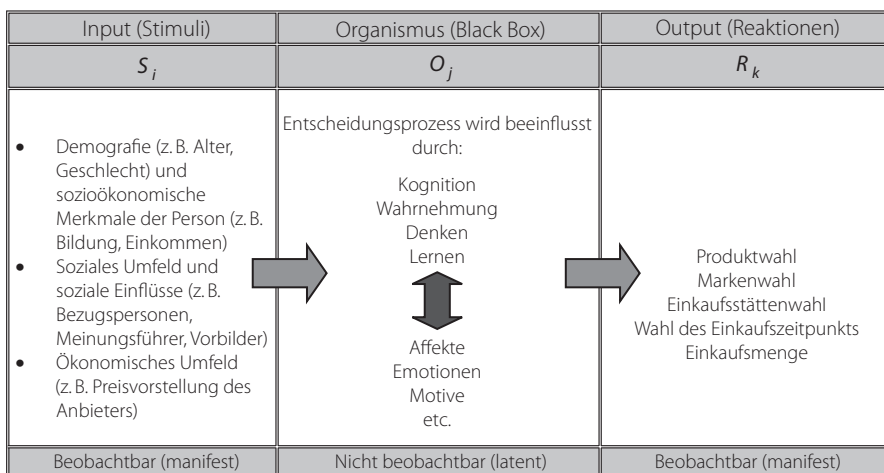 Input (Stimuli)
Organismus (Black Box)
Output (Reaktionen)
S i
O j
R k
• Demografie (z. B. Alter,
Geschlecht) und
sozioökonomische
Merkmale der Person (z. B.
Bildung, Einkommen)
• Soziales Umfeld und
soziale Einflüsse (z. B.
Bezugspersonen,
Meinungsführer, Vorbilder)
• Ökonomisches Umfeld
(z. B. Preisvorstellung des
Anbieters)
Entscheidungsprozess wird beeinflusst
durch:
Kognition
Wahrnehmung
Denken
Lernen
Affekte
Emotionen
Motive
etc.
Produktwahl
Markenwahl
Einkaufsstättenwahl
Wahl des Einkaufszeitpunkts
Einkaufsmenge
Beobachtbar (manifest)
Nicht beobachtbar (latent)
Beobachtbar (manifest)